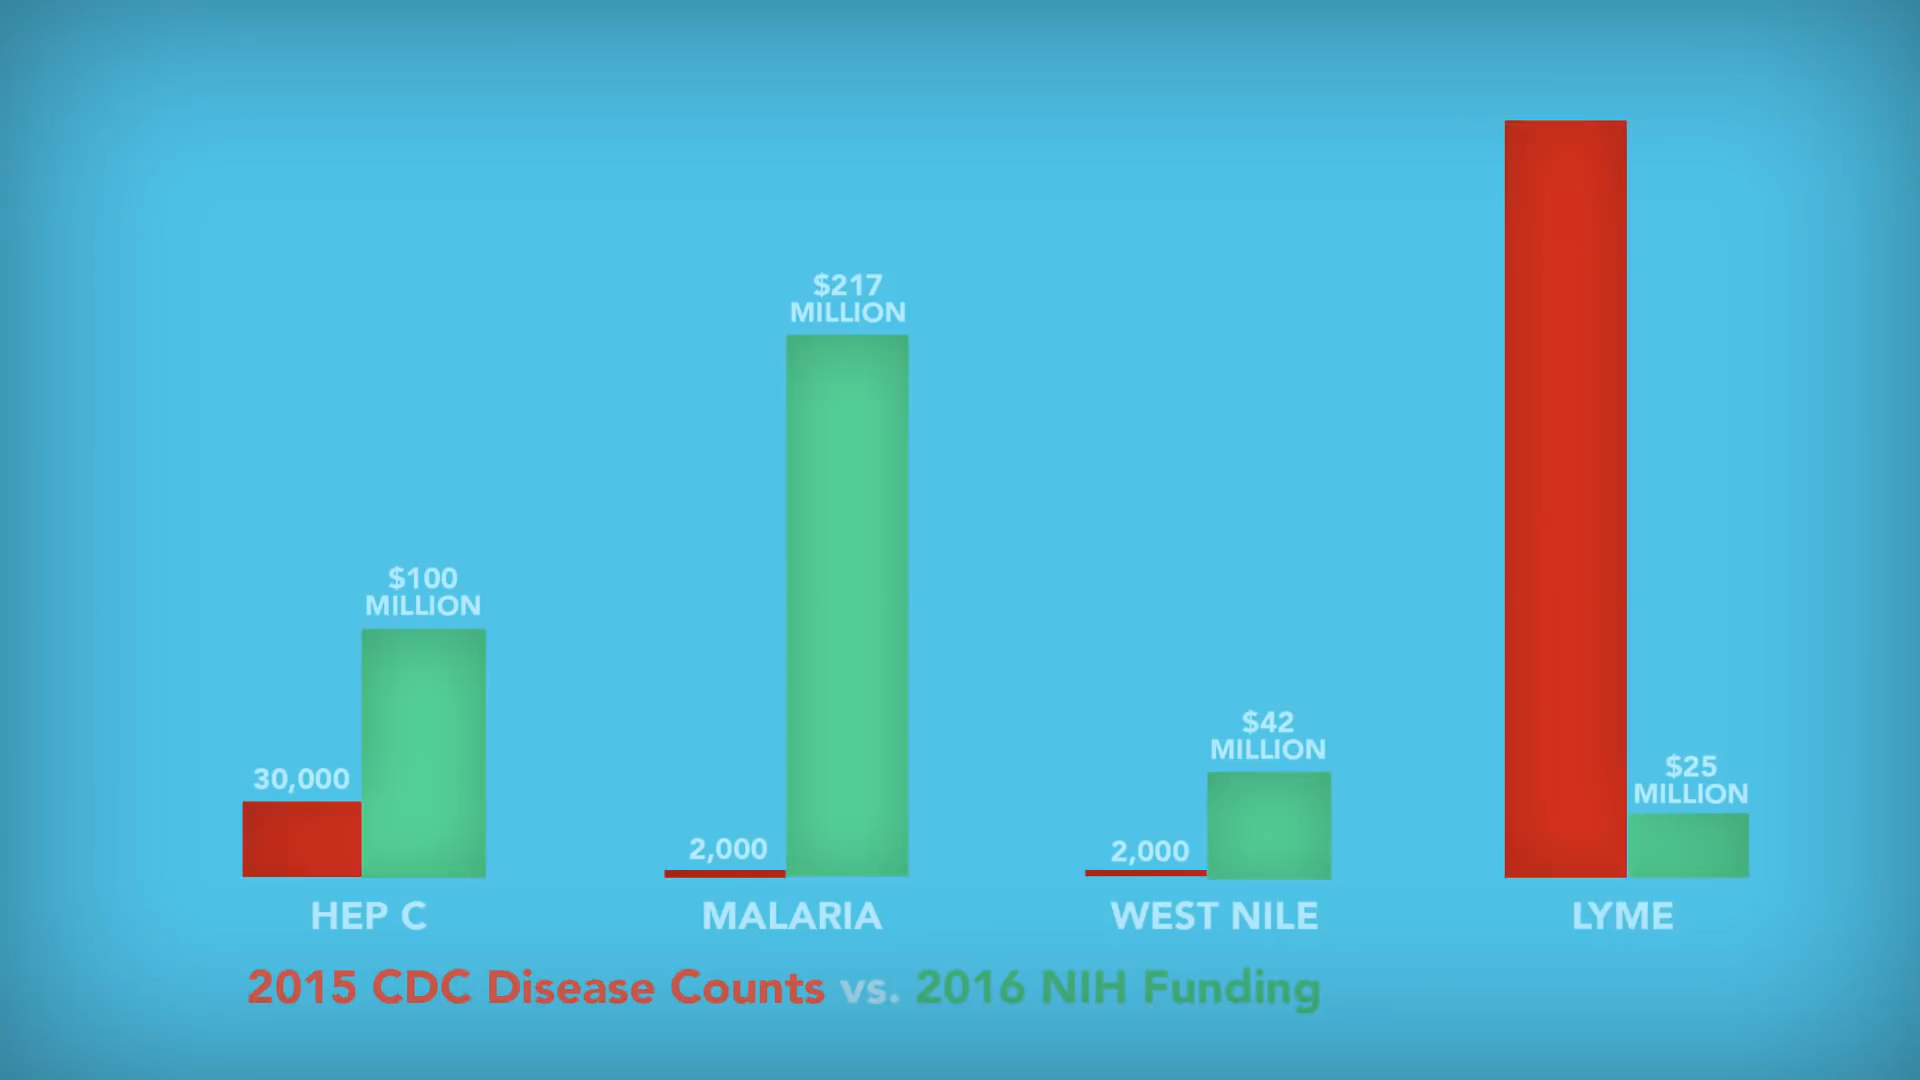 $217
MILLION
$100
MILLION
$42
MILLION
$25
MILLION
30,000
2,000
2,000
HEP C
MALARIA
WEST NILE
LYME
2015 CDC Disease Counts vs. 2016 NIH Funding